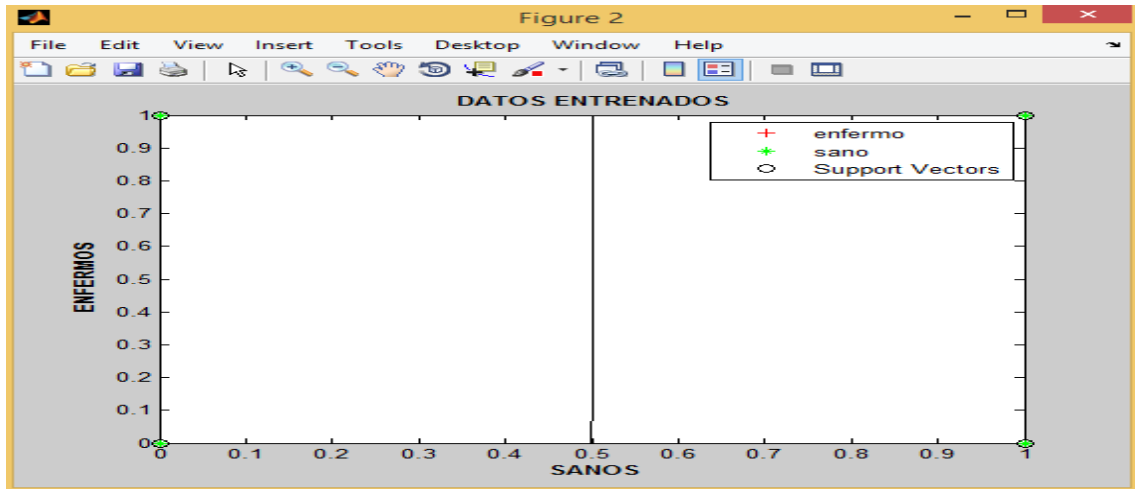 Figure 2
File Edit View Insert Tools Desktop Window Help
DATOS ENTRENADOS
enfermo
sano
Support Vectors
1
0.9
0.8
0.7
0.6
0.5
0.4
0.3
0.2
0.1
0
ENFERMOS
0 0.1 0.2 0.3 0.4 0.5 0.6 0.7 0.8 0.9 1
SANOS